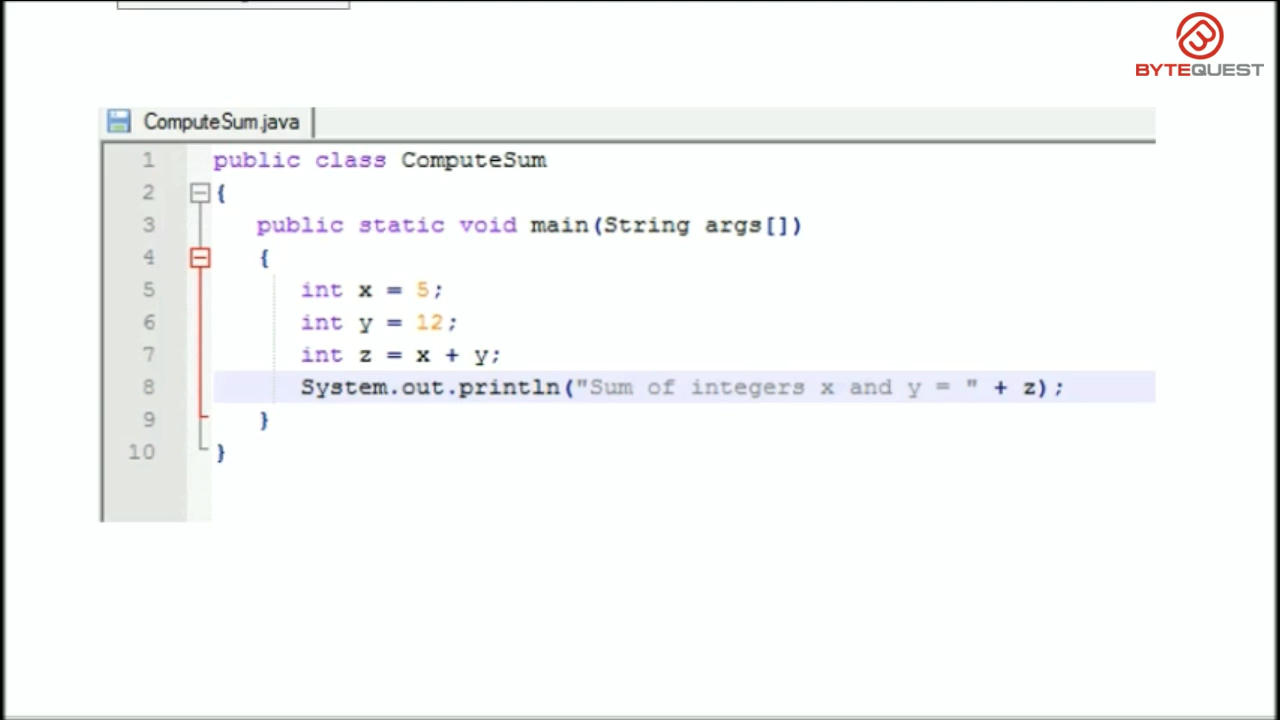 BYTEQUEST
ComputeSum.java
1 public class ComputeSum
2 {
3 public static void main(String args[])
4 {
5 int x = 5;
6 int y = 12;
7 int z = x + y;
8 System.out.println("Sum of integers x and y = " + z);
9 }
10 }